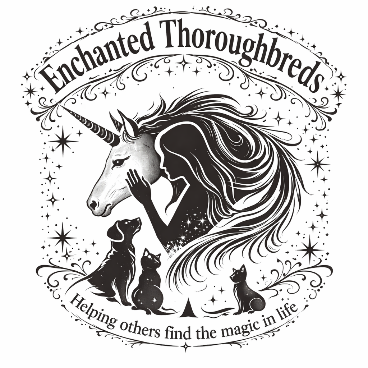 Enchanted Thoroughbreds
Helping others find the magic in life